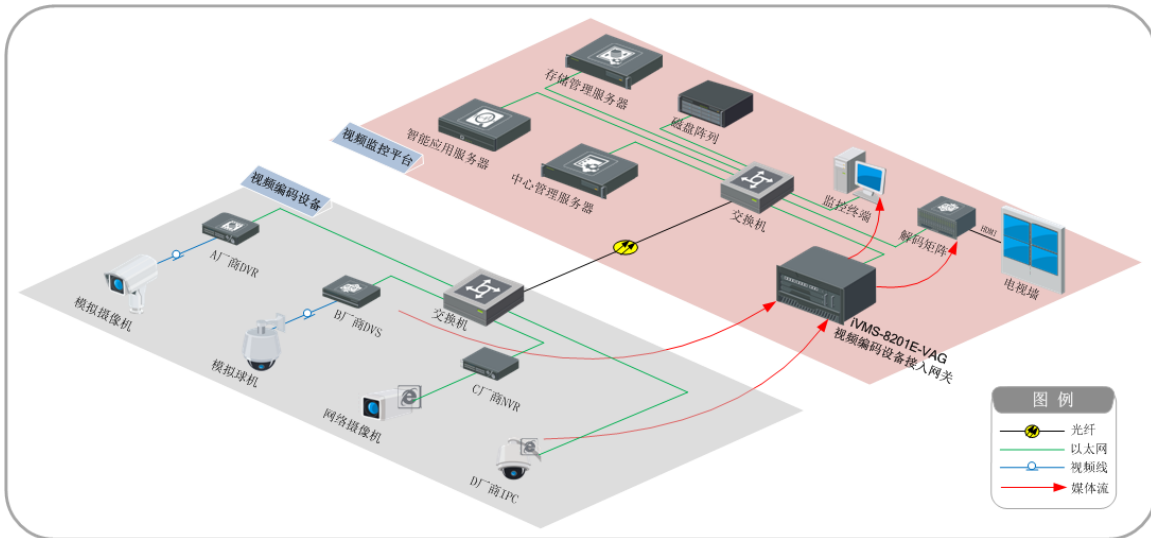 存储管理服务器
磁盘阵列
智能应用服务器
视频监控平台
中心管理服务器
监控终端
交换机
解码矩阵
HDMI
电视墙
视频编码设备
A厂商DVR
模拟摄像机
B厂商DVS
交换机
模拟球机
C厂商NVR
网络摄像机
D厂商IPC
iVMS-8201E-VAG
视频编码设备接入网关
图 例
光纤
以太网
视频线
媒体流